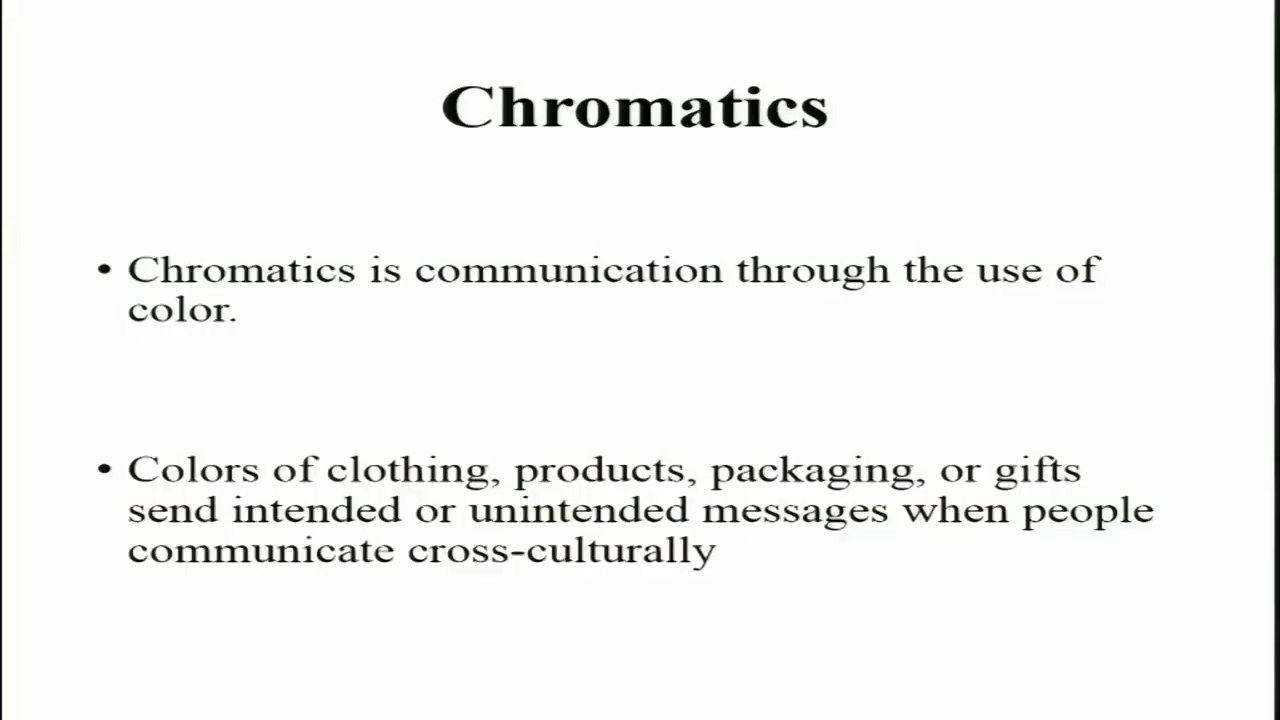 Chromatics
• Chromatics is communication through the use of
color.
• Colors of clothing, products, packaging, or gifts
send intended or unintended messages when people
communicate cross-culturally